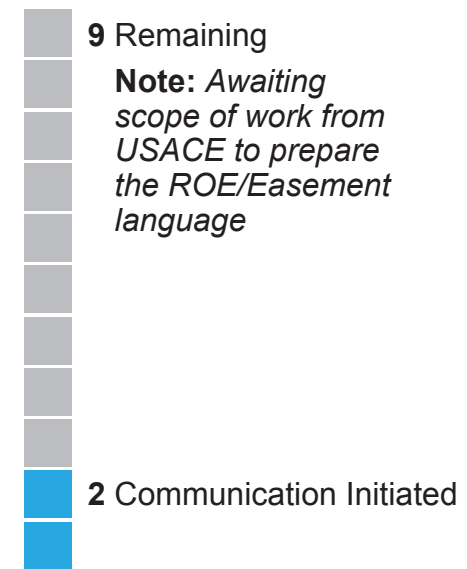 9 Remaining
Note: Awaiting
scope of work from
USACE to prepare
the ROE/Easement
language
2 Communication Initiated